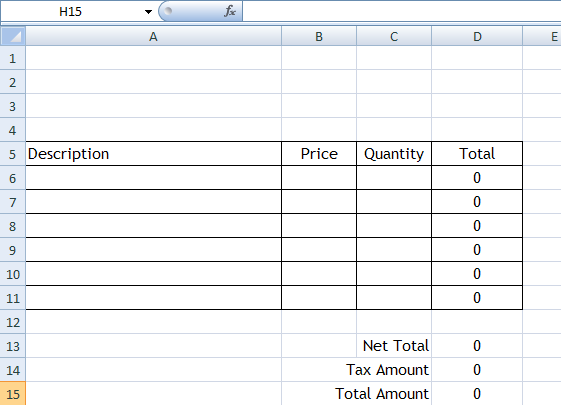 H15 fx
A B C D E
1
2
3
4
5 Description Price Quantity Total
6 0
7 0
8 0
9 0
10 0
11 0
12
13 Net Total 0
14 Tax Amount 0
15 Total Amount 0